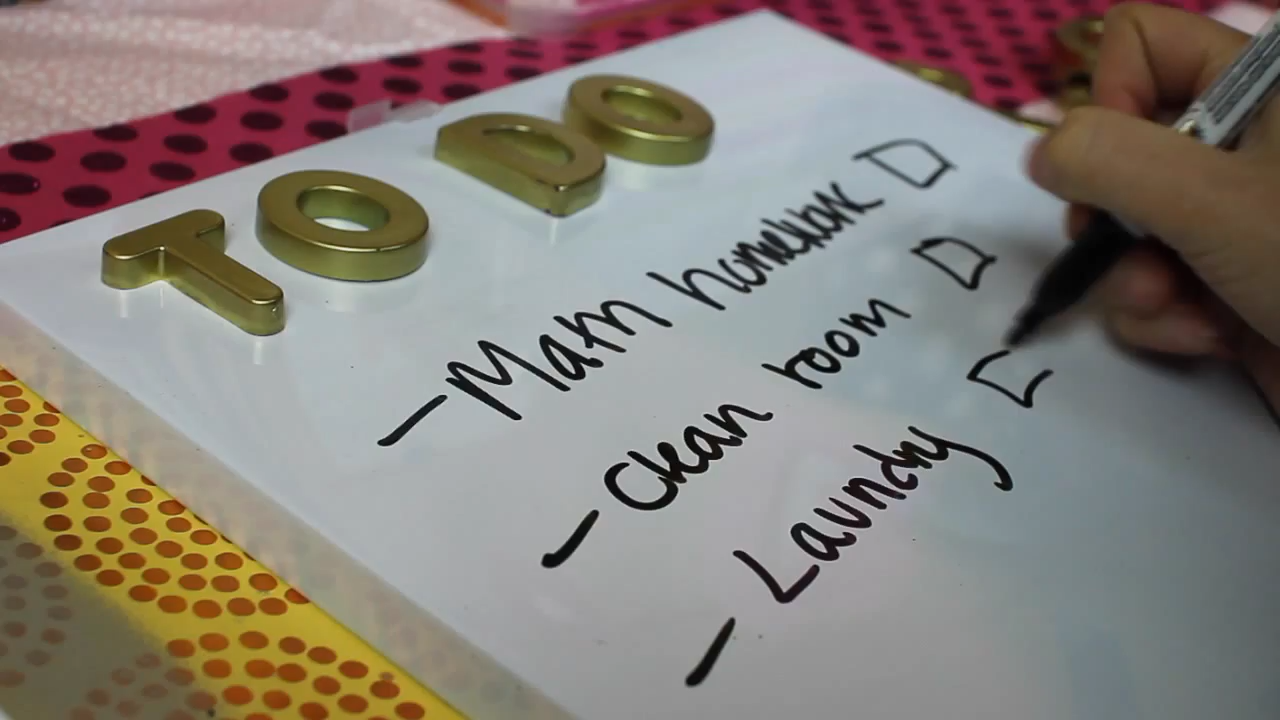 TO DO
- Math homework □
- Clean room □
- Laundry